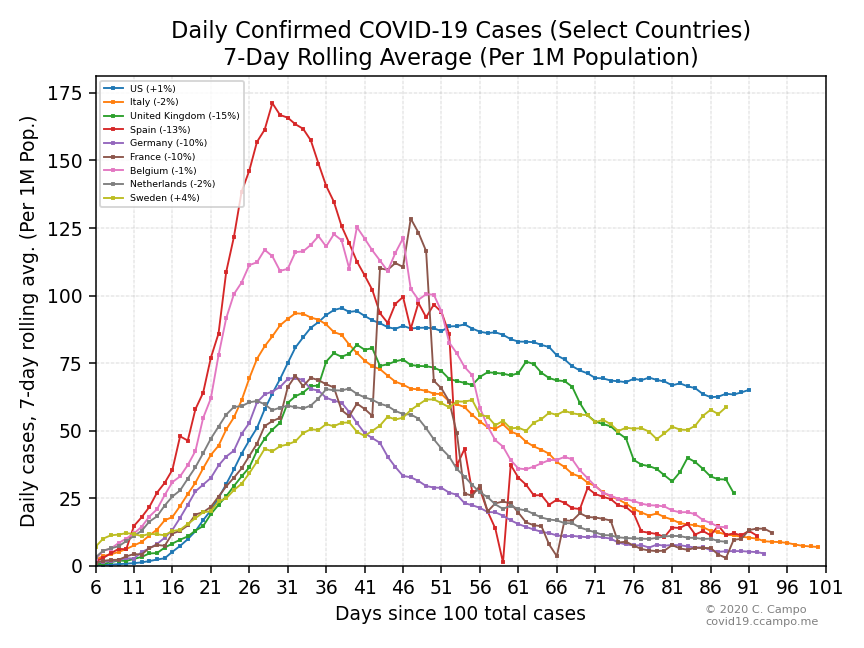 Daily Confirmed COVID-19 Cases (Select Countries)
7-Day Rolling Average (Per 1M Population)
Daily cases, 7-day rolling avg. (Per 1M Pop.)
175
150
125
100
75
50
25
0
US (+1%)
Italy (-2%)
United Kingdom (-15%)
Spain (-13%)
Germany (-10%)
France (-10%)
Belgium (-1%)
Netherlands (-2%)
Sweden (+4%)
6 11 16 21 26 31 36 41 46 51 56 61 66 71 76 81 86 91 96 101
Days since 100 total cases
© 2020 C. Campo
covid19.ccampo.me